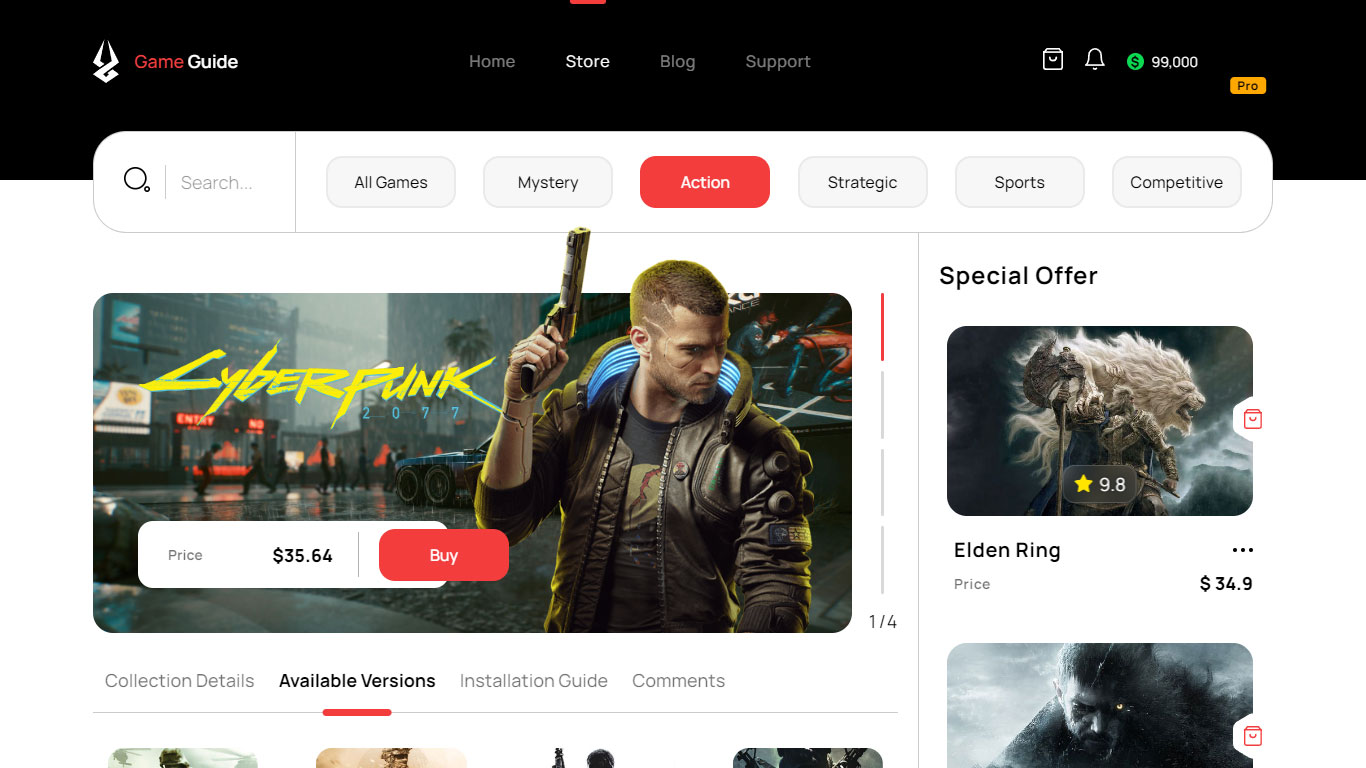 Game Guide
Home
Store
Blog
Support
99,000
Pro
Search...
All Games
Mystery
Action
Strategic
Sports
Competitive
Special Offer
Cyberpunk
2077
ENTRY
NO
9.8
Price
$35.64
Buy
Elden Ring
Price
$ 34.9
1/4
Collection Details
Available Versions
Installation Guide
Comments